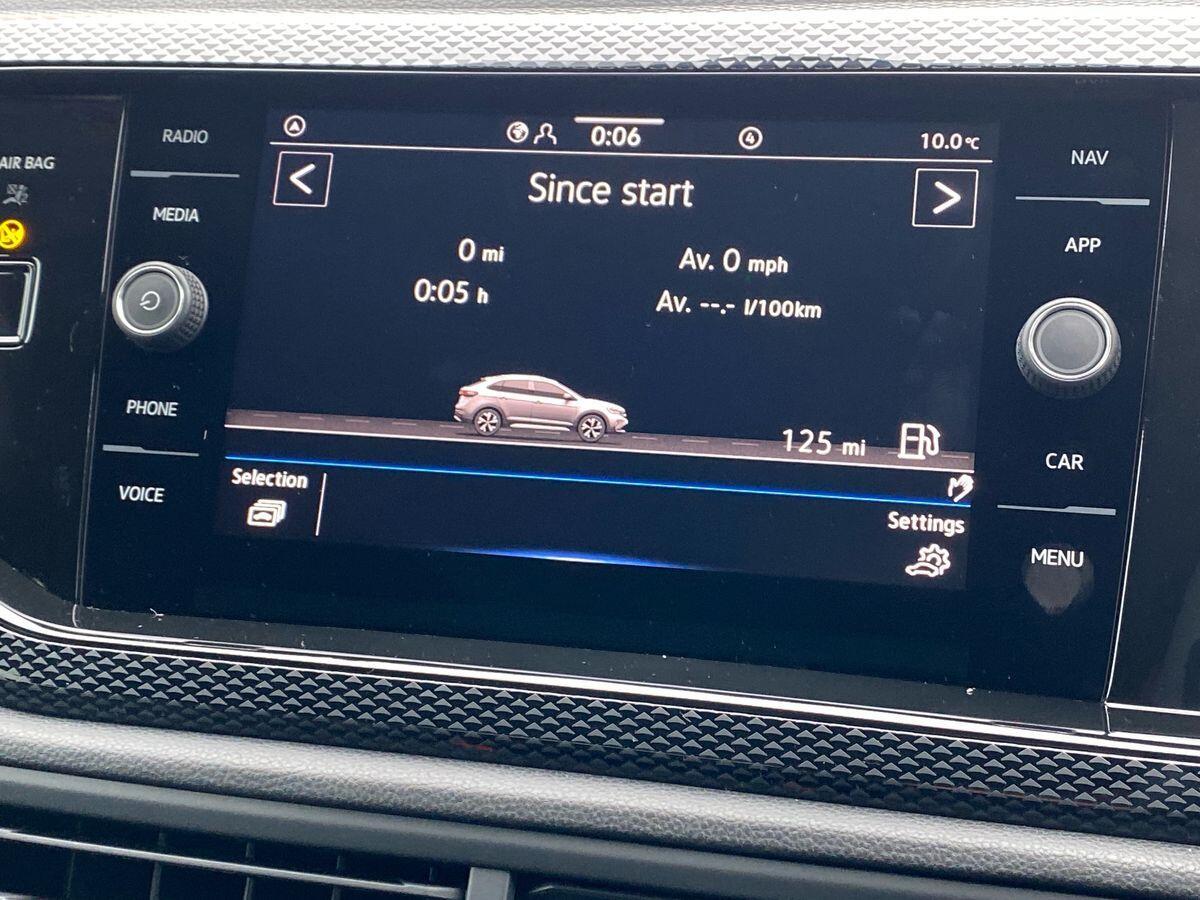 AIR BAG
RADIO
MEDIA
PHONE
VOICE
0:06
4
10.0°C
Since start
0 mi
0:05 h
Av. 0 mph
Av. --.- l/100km
125 mi
Selection
Settings
NAV
APP
CAR
MENU